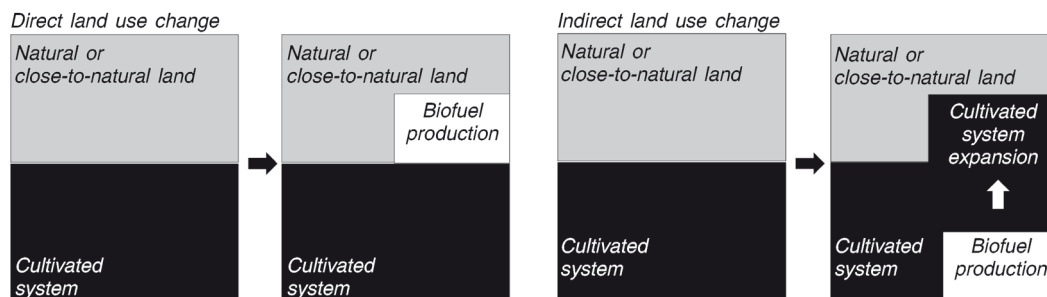 Direct land use change
Natural or
close-to-natural land
Cultivated
system
Natural or
close-to-natural land
Biofuel
production
Cultivated
system
Indirect land use change
Natural or
close-to-natural land
Cultivated
system
Natural or
close-to-natural land
Cultivated
system
expansion
Cultivated
system
Biofuel
production